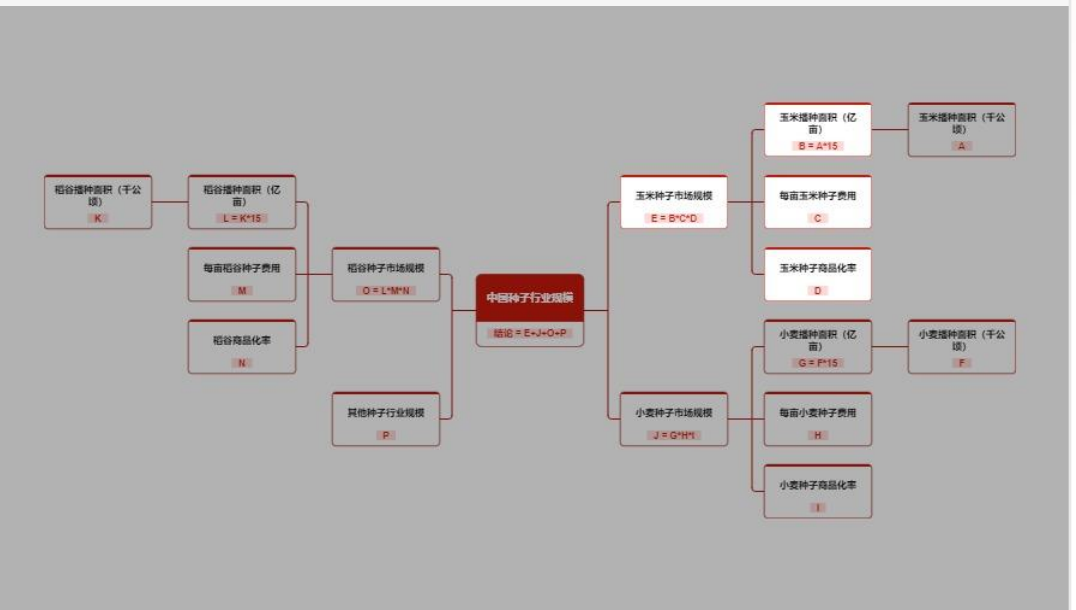 玉米播种面积（亿
亩）
B = A*15
玉米播种面积（千公
顷）
A
稻谷播种面积（千公
顷）
K
稻谷播种面积（亿
亩）
L = K*15
玉米种子市场规模
E = B*C*D
每亩玉米种子费用
C
每亩稻谷种子费用
M
稻谷种子市场规模
O = L*M*N
玉米种子商品化率
D
中国种子行业规模
结论 = E+J+O+P
稻谷商品化率
N
小麦播种面积（亿
亩）
G = F*15
小麦播种面积（千公
顷）
F
其他种子行业规模
P
小麦种子市场规模
J = G*H*I
每亩小麦种子费用
H
小麦种子商品化率
I